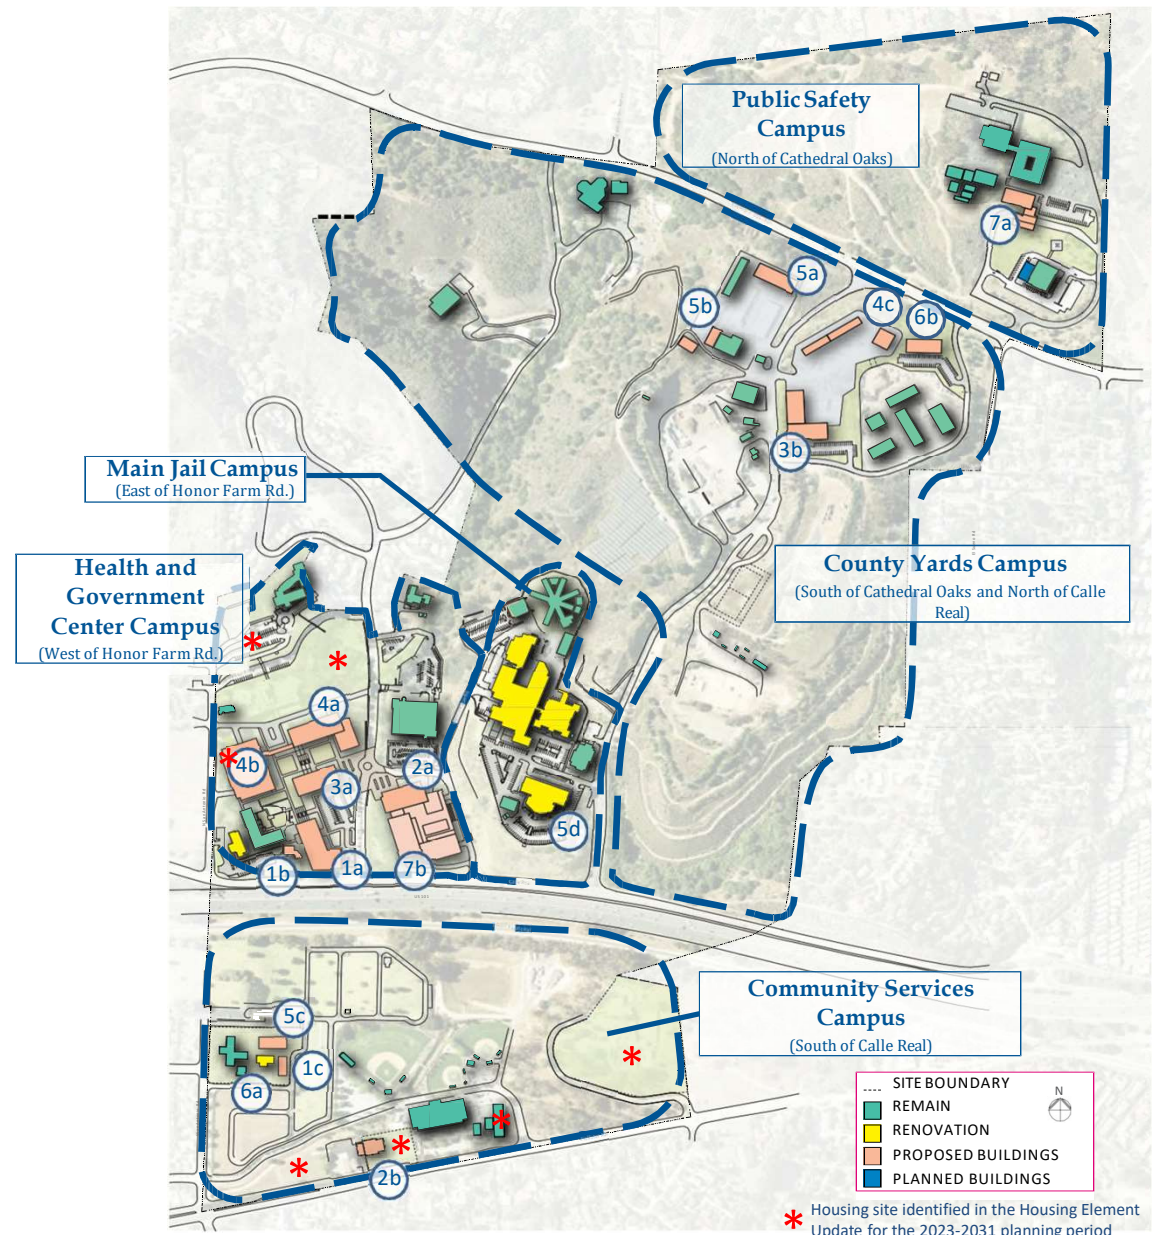 Public Safety
Campus
(North of Cathedral Oaks)
7a
5a
5b
4c
6b
3b
Main Jail Campus
(East of Honor Farm Rd.)
Health and
Government
Center Campus
(West of Honor Farm Rd.)
County Yards Campus
(South of Cathedral Oaks and North of Calle
Real)
*
*
4a
*
4b
2a
3a
5d
1b
1a
7b
Community Services
Campus
(South of Calle Real)
5c
1c
6a
*
*
*
*
2b
SITE BOUNDARY
N
REMAIN
RENOVATION
PROPOSED BUILDINGS
PLANNED BUILDINGS
* Housing site identified in the Housing Element
Update for the 2023-2031 planning period